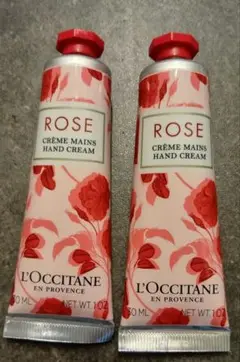 ROSE
CRÈME MAINS
HAND CREAM
L'OCCITANE
EN PROVENCE
30 ML NET WT. 1 OZ
ROSE
CRÈME MAINS
HAND CREAM
L'OCCITANE
EN PROVENCE
30 ML NET WT. 1 OZ